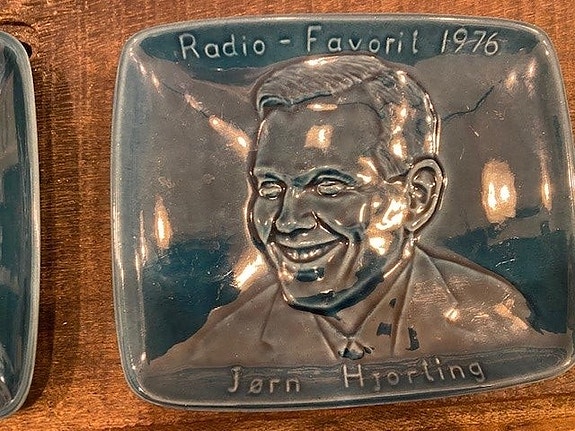 Radio - Favorit 1976
Jørn Hjorting